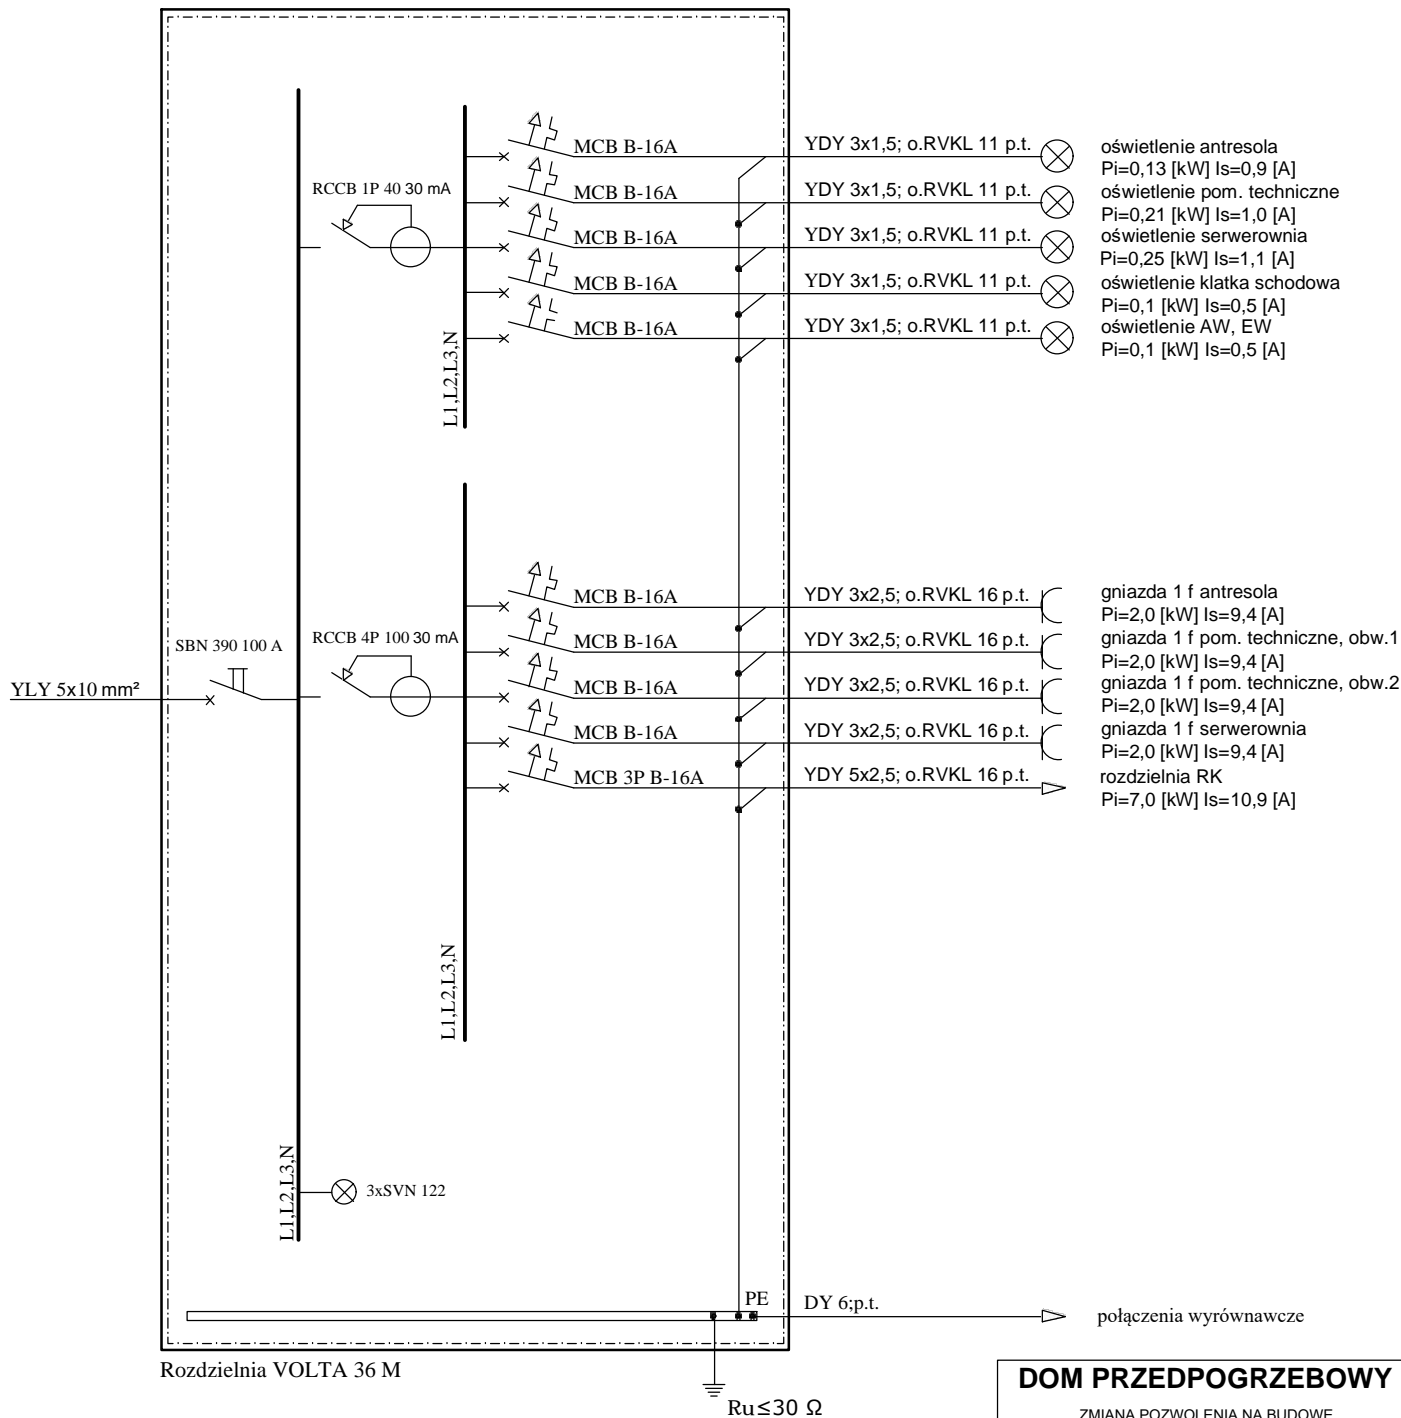 MCB B-16A
YDY 3x1,5; o.RVKL 11 p.t.
oświetlenie antresola
Pi=0,13 [kW] Is=0,9 [A]
RCCB 1P 40 30 mA
MCB B-16A
YDY 3x1,5; o.RVKL 11 p.t.
oświetlenie pom. techniczne
Pi=0,21 [kW] Is=1,0 [A]
MCB B-16A
YDY 3x1,5; o.RVKL 11 p.t.
oświetlenie serwerownia
Pi=0,25 [kW] Is=1,1 [A]
MCB B-16A
YDY 3x1,5; o.RVKL 11 p.t.
oświetlenie klatka schodowa
Pi=0,1 [kW] Is=0,5 [A]
MCB B-16A
YDY 3x1,5; o.RVKL 11 p.t.
oświetlenie AW, EW
Pi=0,1 [kW] Is=0,5 [A]
L1,L2,L3,N
MCB B-16A
YDY 3x2,5; o.RVKL 16 p.t.
gniazda 1 f antresola
Pi=2,0 [kW] Is=9,4 [A]
SBN 390 100 A
RCCB 4P 100 30 mA
MCB B-16A
YDY 3x2,5; o.RVKL 16 p.t.
gniazda 1 f pom. techniczne, obw.1
Pi=2,0 [kW] Is=9,4 [A]
YLY 5x10 mm²
MCB B-16A
YDY 3x2,5; o.RVKL 16 p.t.
gniazda 1 f pom. techniczne, obw.2
Pi=2,0 [kW] Is=9,4 [A]
MCB B-16A
YDY 3x2,5; o.RVKL 16 p.t.
gniazda 1 f serwerownia
Pi=2,0 [kW] Is=9,4 [A]
MCB 3P B-16A
YDY 5x2,5; o.RVKL 16 p.t.
rozdzielnia RK
Pi=7,0 [kW] Is=10,9 [A]
L1,L2,L3,N
L1,L2,L3,N
3xSVN 122
PE
DY 6;p.t.
połączenia wyrównawcze
Rozdzielnia VOLTA 36 M
Ru≤30 Ω
DOM PRZEDPOGRZEBOWY
ZMIANA POZWOLENIA NA BUDOWĘ